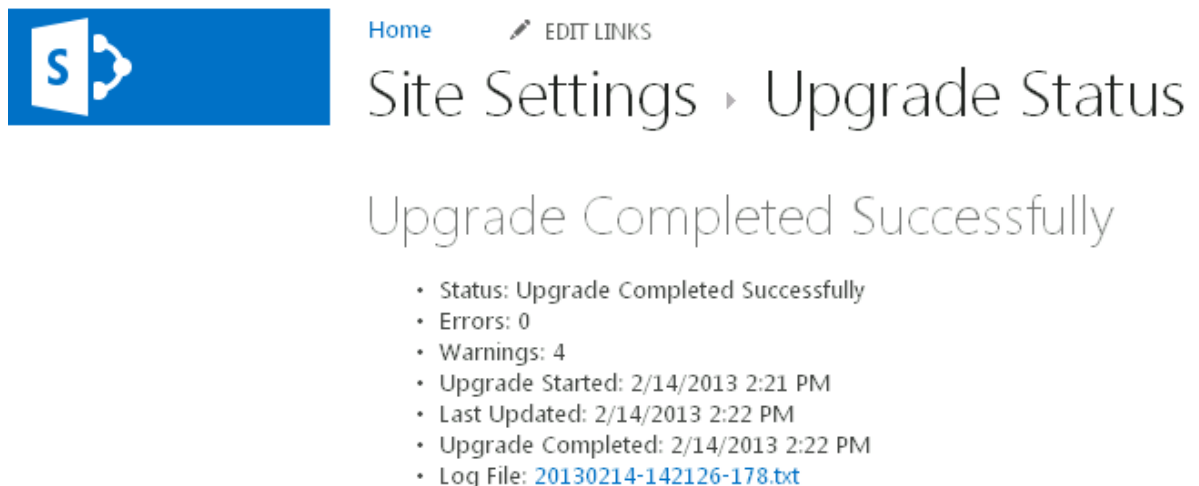 S
Home EDIT LINKS
Site Settings ▸ Upgrade Status
Upgrade Completed Successfully
• Status: Upgrade Completed Successfully
• Errors: 0
• Warnings: 4
• Upgrade Started: 2/14/2013 2:21 PM
• Last Updated: 2/14/2013 2:22 PM
• Upgrade Completed: 2/14/2013 2:22 PM
• Log File: 20130214-142126-178.txt